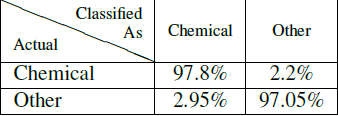 Classified
As
Actual
Chemical Other
Chemical 97.8% 2.2%
Other 2.95% 97.05%